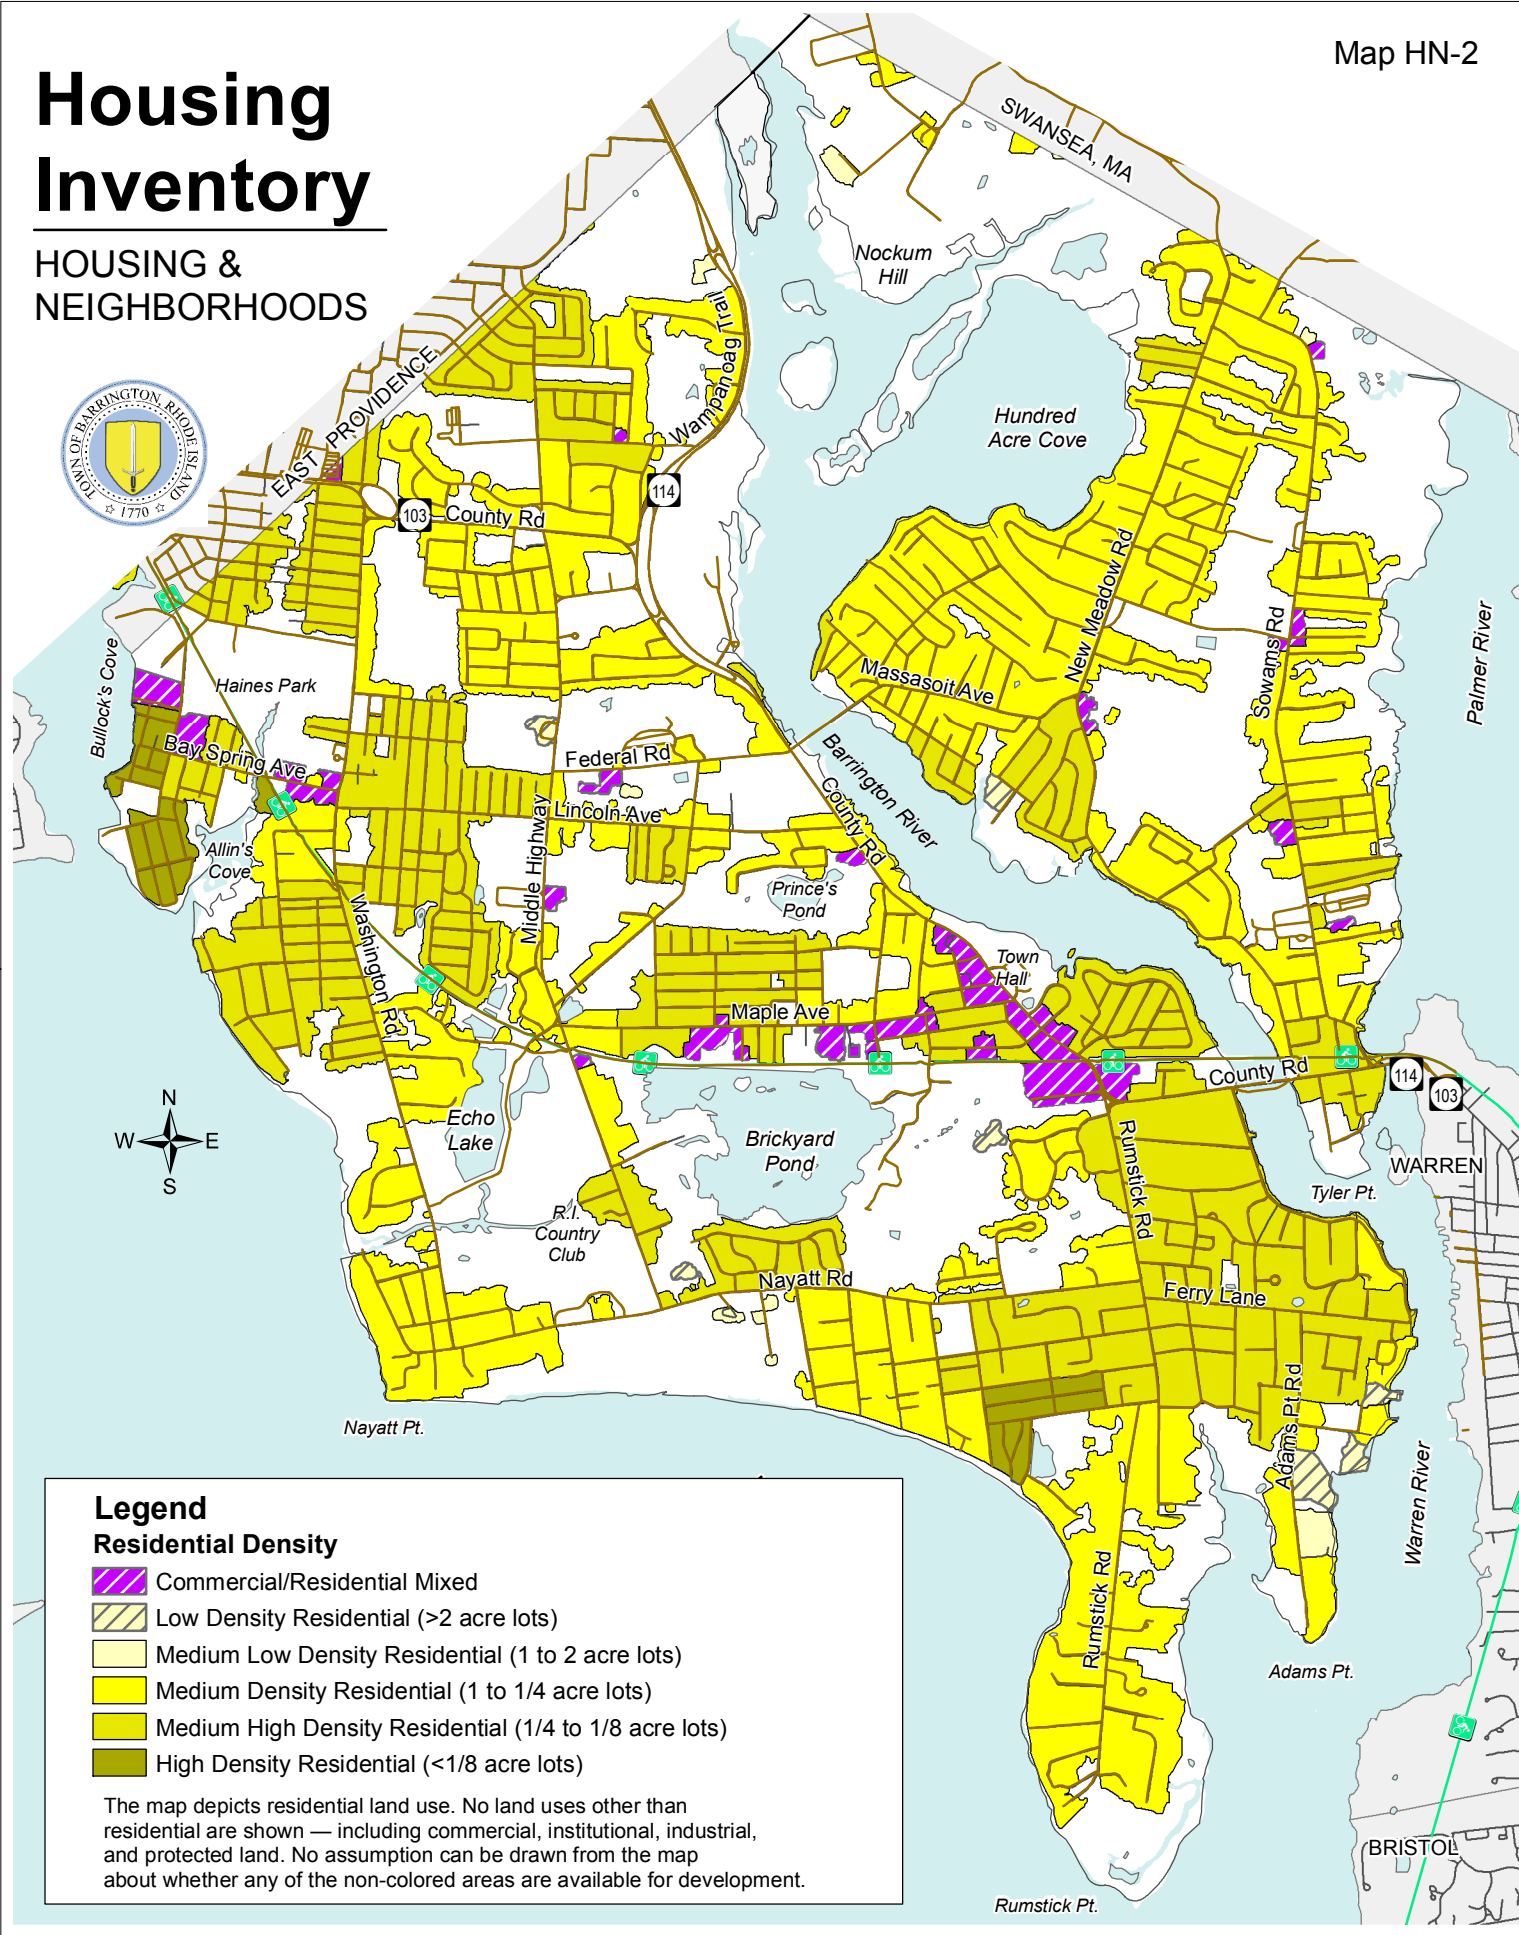 Map HN-2
Housing
Inventory
HOUSING &
NEIGHBORHOODS
TOWN OF BARRINGTON, RHODE ISLAND
1770
SWANSEA, MA
EAST PROVIDENCE
Nockum
Hill
Wampanoag Trail
Hundred
Acre Cove
114
103
County Rd
New Meadow Rd
Sowams Rd
Palmer River
Bullock's Cove
Haines Park
Massasoit Ave
Bay Spring Ave
Federal Rd
Barrington River
County Rd
Lincoln Ave
Middle Highway
Allin's
Cove
Prince's
Pond
Washington Rd
Town
Hall
Maple Ave
County Rd
114
103
Echo
Lake
Brickyard
Pond
Rumstick Rd
WARREN
Tyler Pt.
N
W
E
S
R.I.
Country
Club
Nayatt Rd
Ferry Lane
Adams Pt Rd
Nayatt Pt.
Warren River
Rumstick Rd
Adams Pt.
BRISTOL
Rumstick Pt.
Legend
Residential Density
Commercial/Residential Mixed
Low Density Residential (>2 acre lots)
Medium Low Density Residential (1 to 2 acre lots)
Medium Density Residential (1 to 1/4 acre lots)
Medium High Density Residential (1/4 to 1/8 acre lots)
High Density Residential (<1/8 acre lots)
The map depicts residential land use. No land uses other than
residential are shown — including commercial, institutional, industrial,
and protected land. No assumption can be drawn from the map
about whether any of the non-colored areas are available for development.